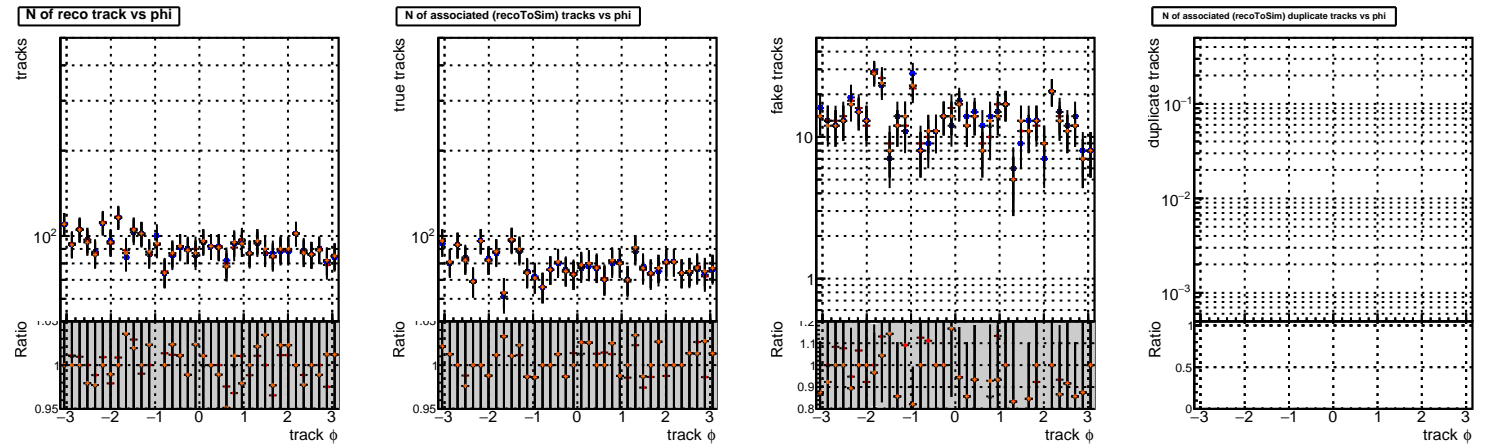 N of reco track vs phi
tracks
10²
Ratio
1.05
1
0.95
−3 −2 −1 0 1 2 3
track ϕ
N of associated (recoToSim) tracks vs phi
true tracks
10²
Ratio
1
0.95
−3 −2 −1 0 1 2 3
track ϕ
fake tracks
10
1
Ratio
1.2
1.1
1
0.9
0.8
−3 −2 −1 0 1 2 3
track ϕ
N of associated (recoToSim) duplicate tracks vs phi
duplicate tracks
10⁻¹
10⁻²
10⁻³
Ratio
1
0.5
0
−3 −2 −1 0 1 2 3
track ϕ